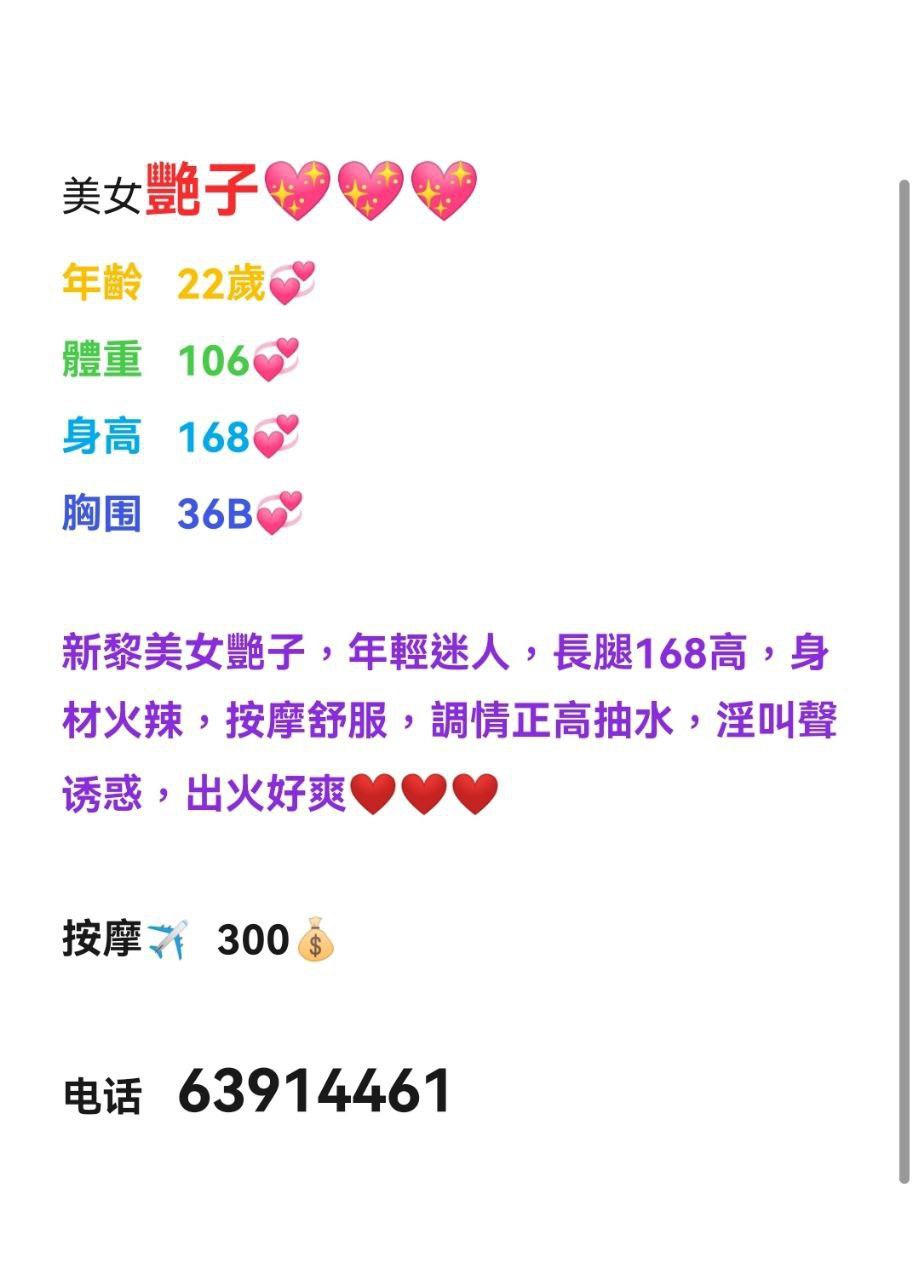 美女艷子💖💖💖
年齡 22歲💞
體重 106💞
身高 168💞
胸围 36B💞
新黎美女艷子，年輕迷人，長腿168高，身
材火辣，按摩舒服，調情正高抽水，淫叫聲
诱惑，出火好爽❤️❤️❤️
按摩✈️ 300💰
电话 63914461